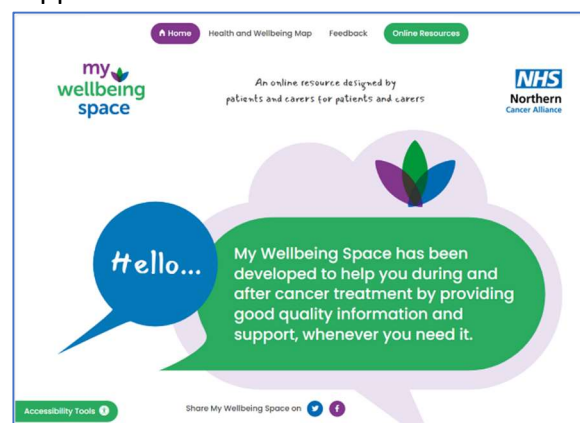 Home Health and Wellbeing Map Feedback Online Resources
my
wellbeing
space
An online resource designed by
patients and carers for patients and carers
NHS
Northern
Cancer Alliance
Hello...
My Wellbeing Space has been
developed to help you during and
after cancer treatment by providing
good quality information and
support, whenever you need it.
Accessibility Tools
Share My Wellbeing Space on